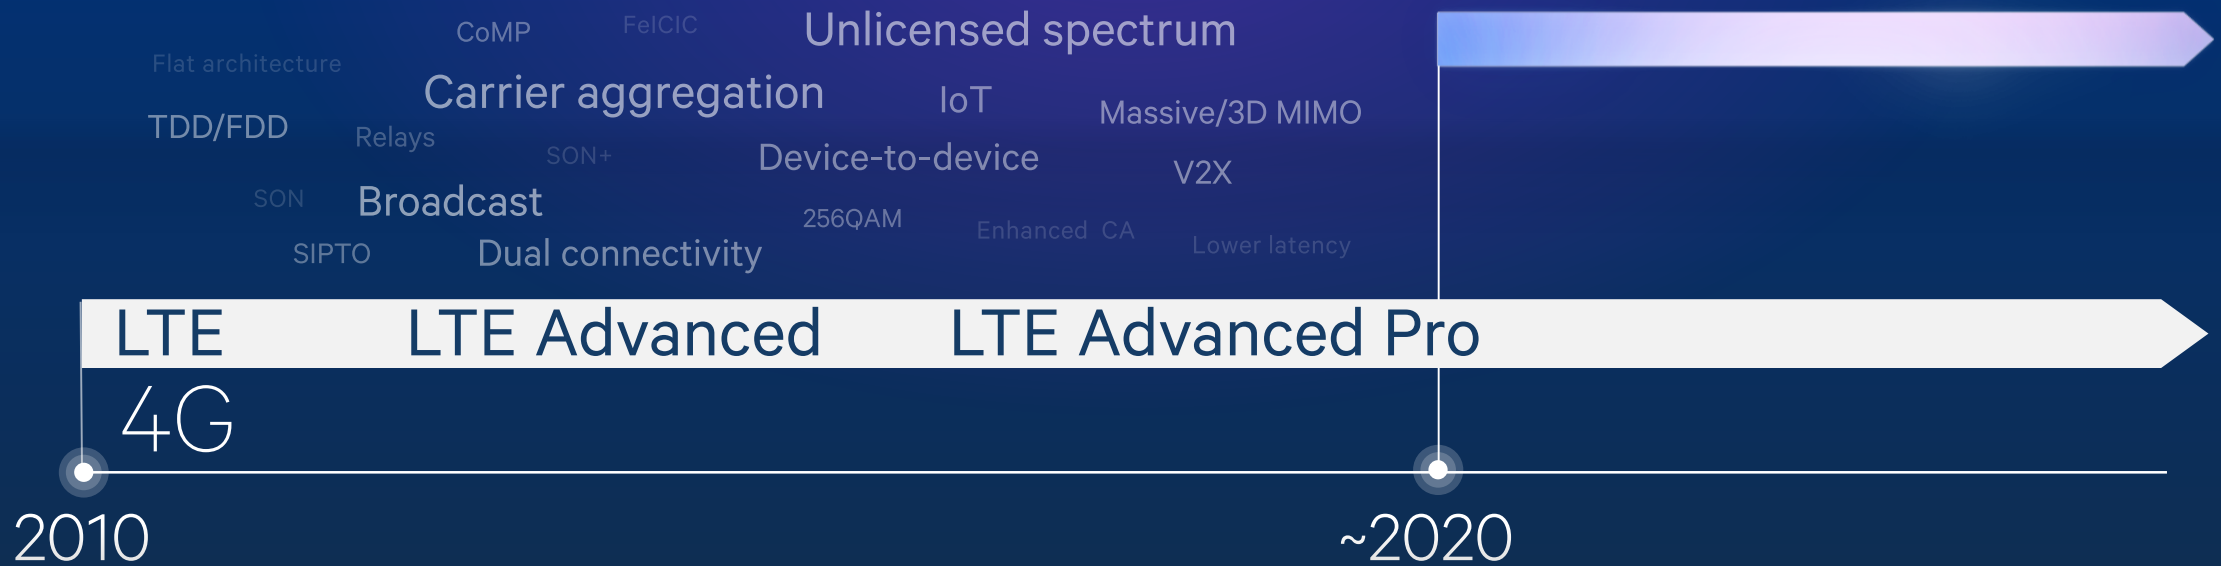 CoMP
FeICIC
Unlicensed spectrum
Flat architecture
Carrier aggregation
IoT
Massive/3D MIMO
TDD/FDD
Relays
SON+
Device-to-device
V2X
SON
Broadcast
256QAM
Enhanced CA
Lower latency
SIPTO
Dual connectivity
LTE
LTE Advanced
LTE Advanced Pro
4G
2010
~2020